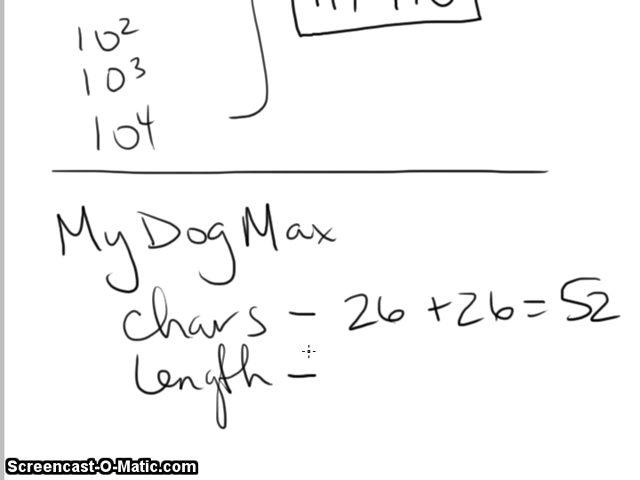 10²
10³
10⁴
MyDogMax
chars - 26 + 26 = 52
length -
Screencast-O-Matic.com